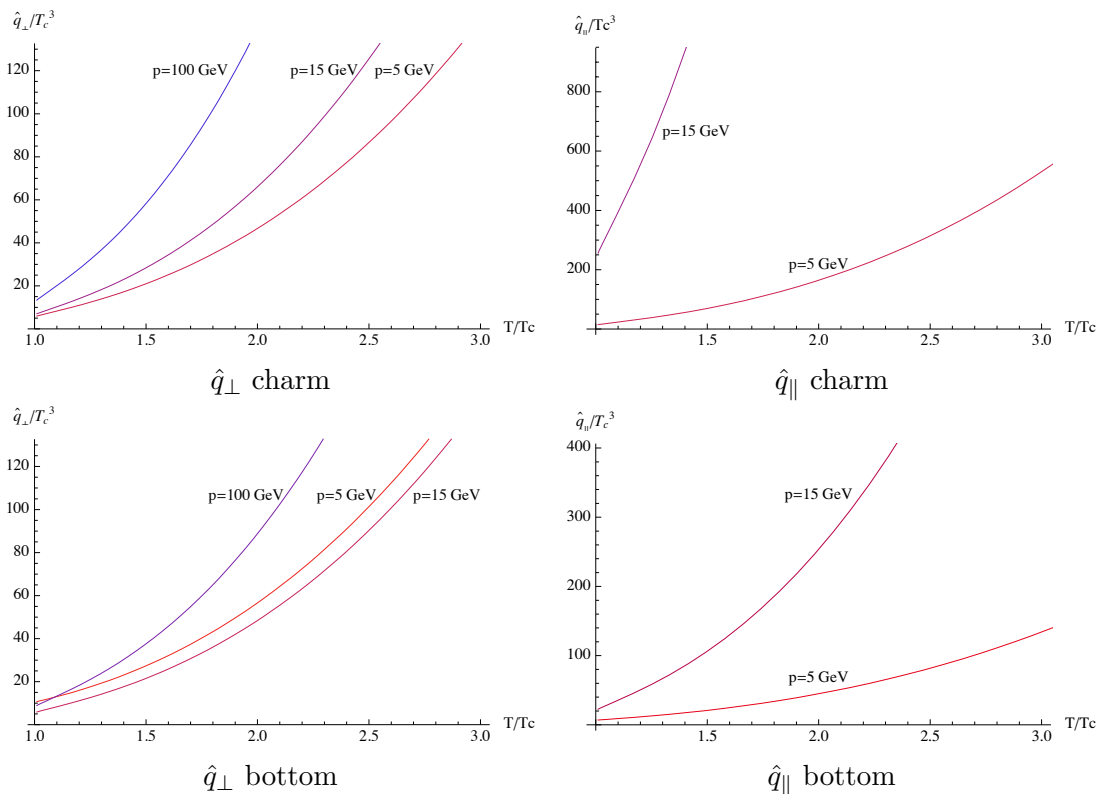 q̂⊥/T_c³
120
100
80
60
40
20
1.0 1.5 2.0 2.5 3.0
T/Tc
p=100 GeV p=15 GeV p=5 GeV
q̂⊥ charm
q̂∥/Tc³
800
600
400
200
1.5 2.0 2.5 3.0
T/Tc
p=15 GeV
p=5 GeV
q̂∥ charm
q̂⊥/T_c³
120
100
80
60
40
20
1.0 1.5 2.0 2.5 3.0
T/Tc
p=100 GeV p=5 GeV p=15 GeV
q̂⊥ bottom
q̂∥/T_c³
400
300
200
100
1.5 2.0 2.5 3.0
T/Tc
p=15 GeV
p=5 GeV
q̂∥ bottom